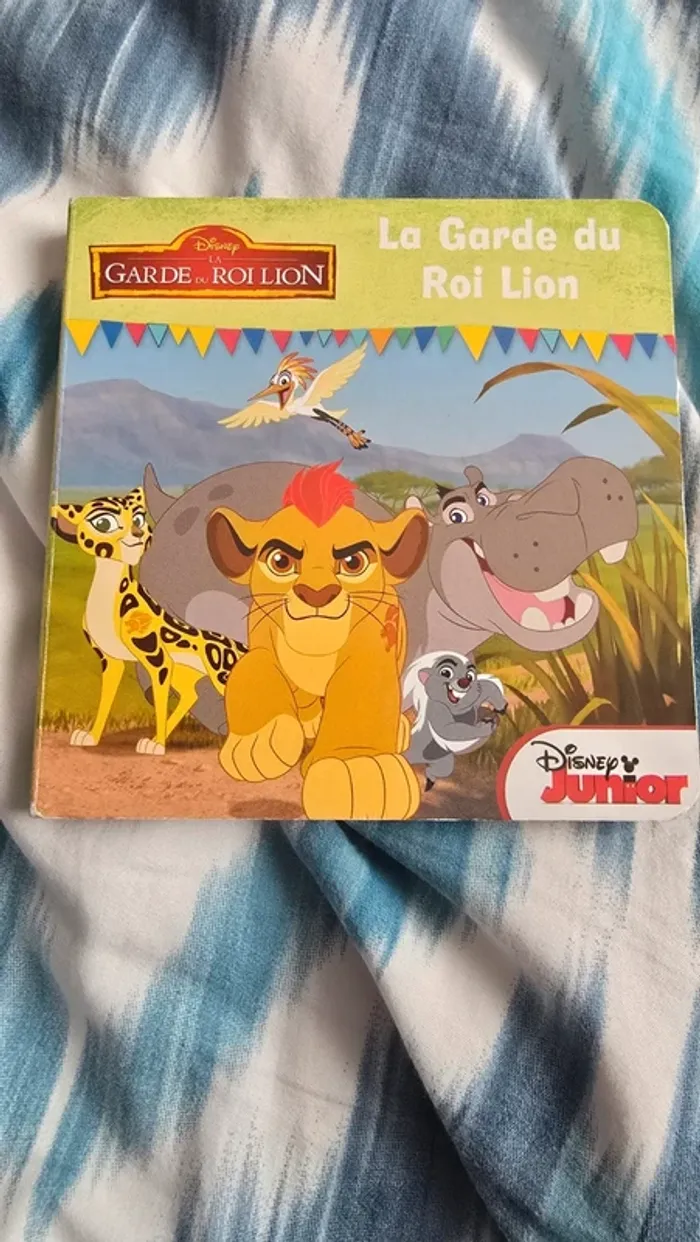 Disney
LA
GARDE DU ROI LION
La Garde du
Roi Lion
Disney
Junior